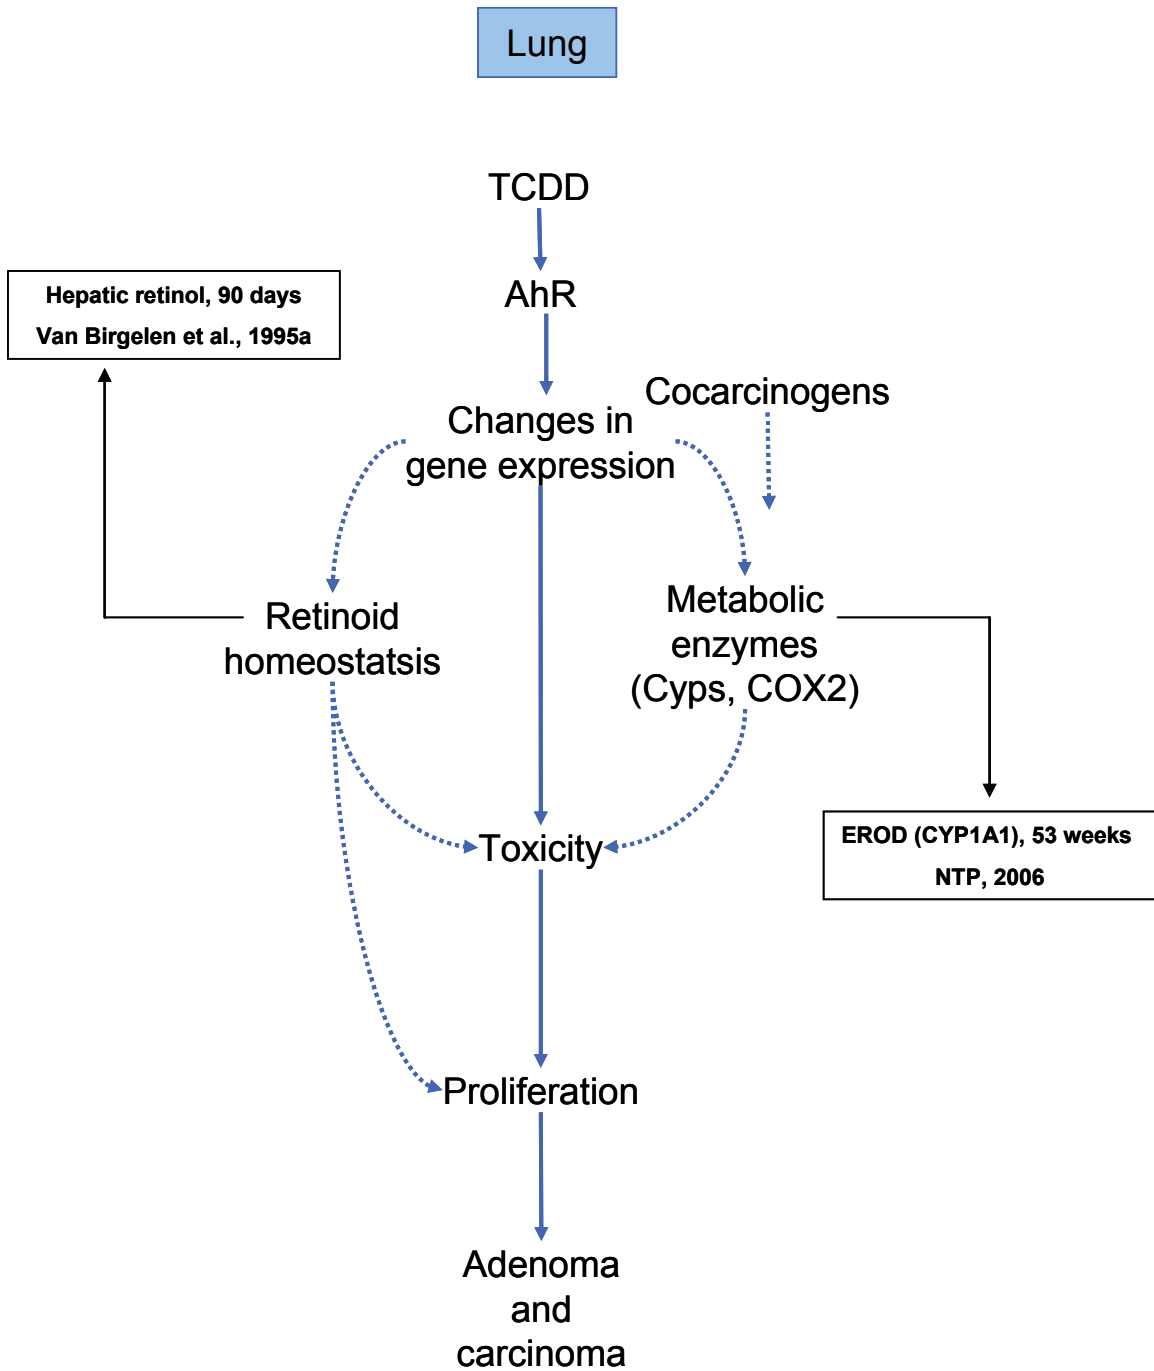 Lung
TCDD
AhR
Hepatic retinol, 90 days
Van Birgelen et al., 1995a
Cocarcinogens
Changes in
gene expression
Retinoid
homeostatsis
Metabolic
enzymes
(Cyps, COX2)
Toxicity
EROD (CYP1A1), 53 weeks
NTP, 2006
Proliferation
Adenoma
and
carcinoma